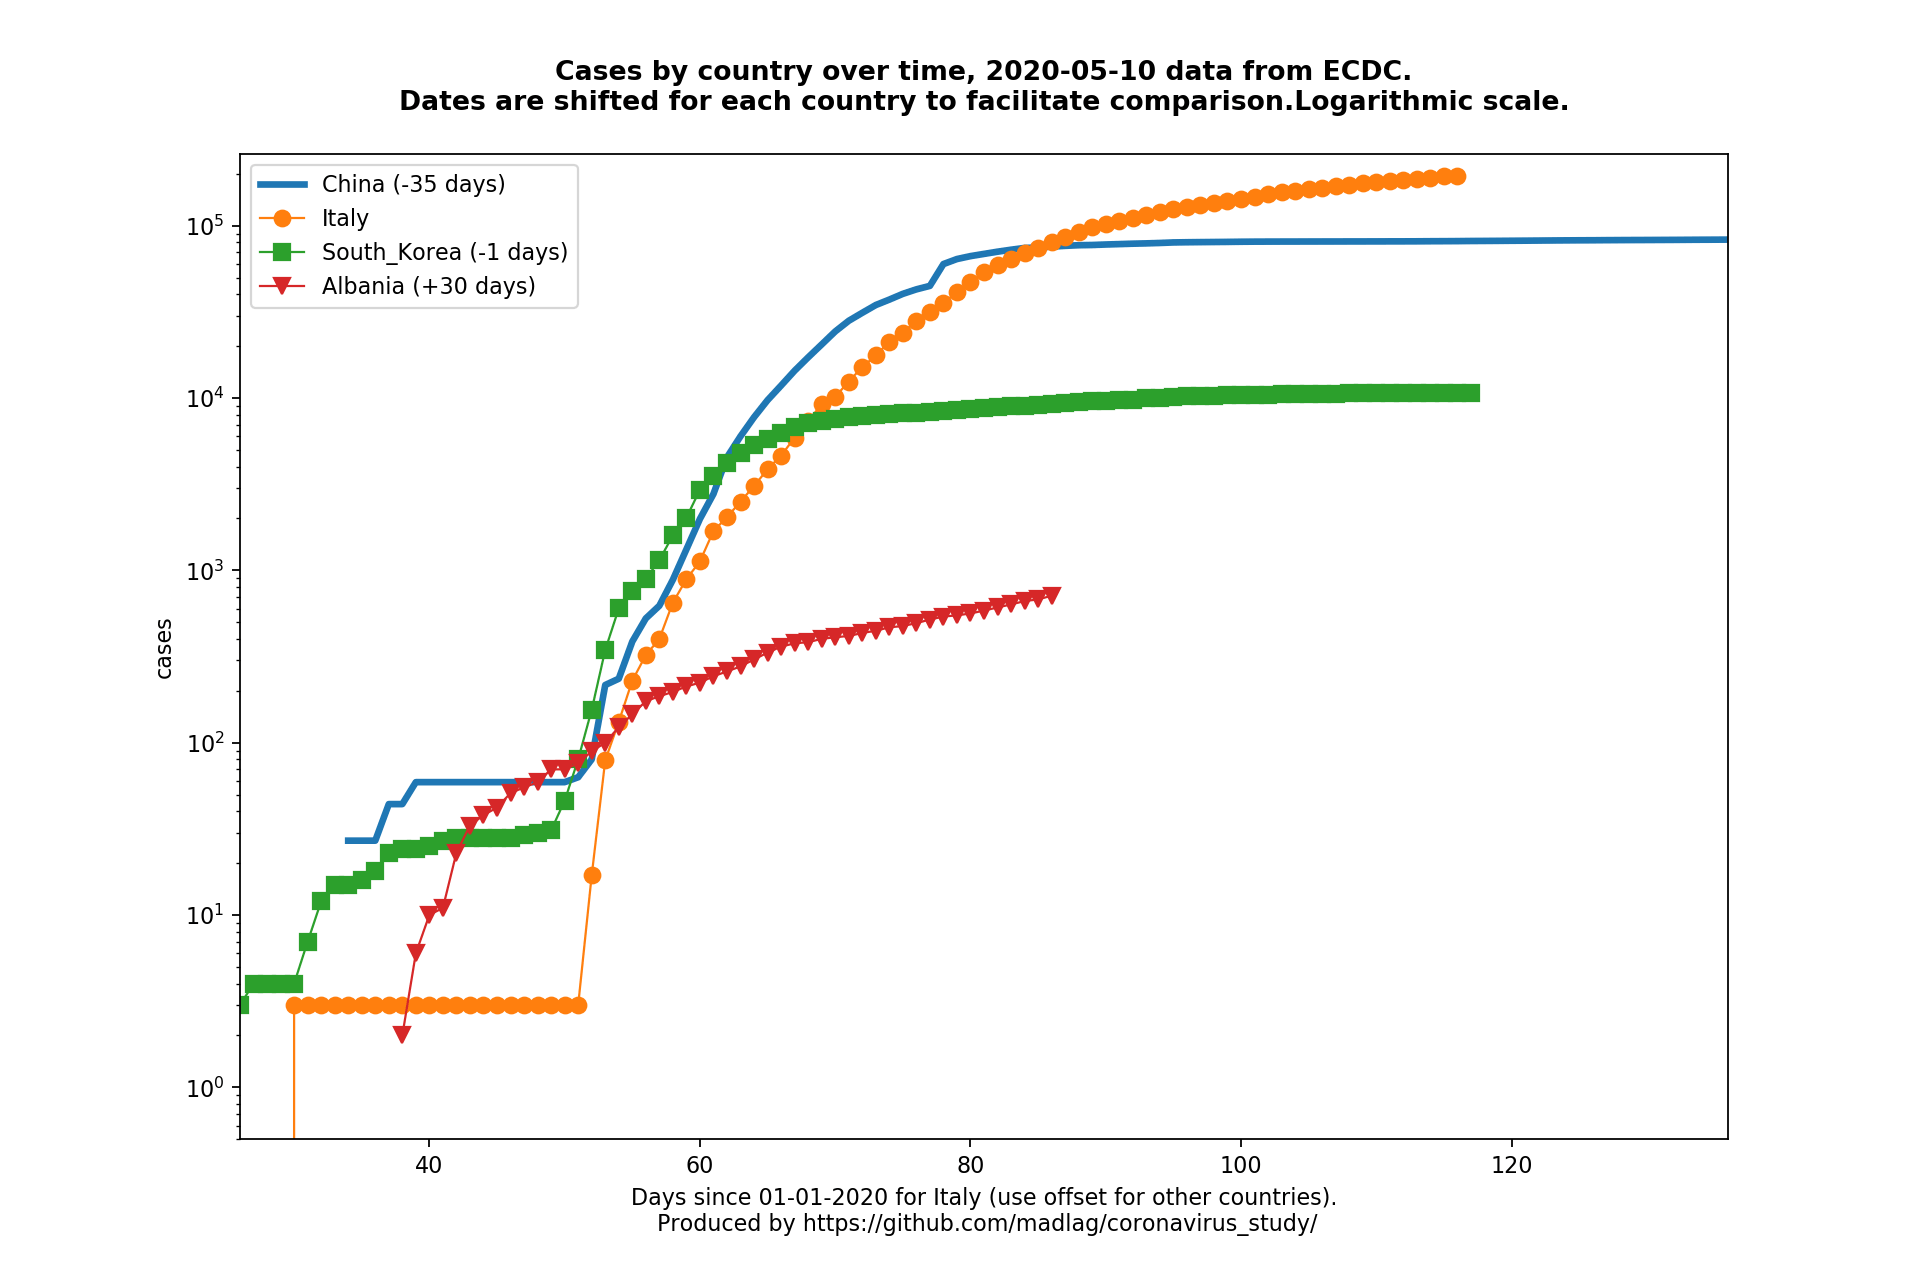 Cases by country over time, 2020-05-10 data from ECDC.
Dates are shifted for each country to facilitate comparison.Logarithmic scale.
China (-35 days)
Italy
South_Korea (-1 days)
Albania (+30 days)
10^5
10^4
10^3
10^2
10^1
10^0
cases
40 60 80 100 120
Days since 01-01-2020 for Italy (use offset for other countries).
Produced by https://github.com/madlag/coronavirus_study/